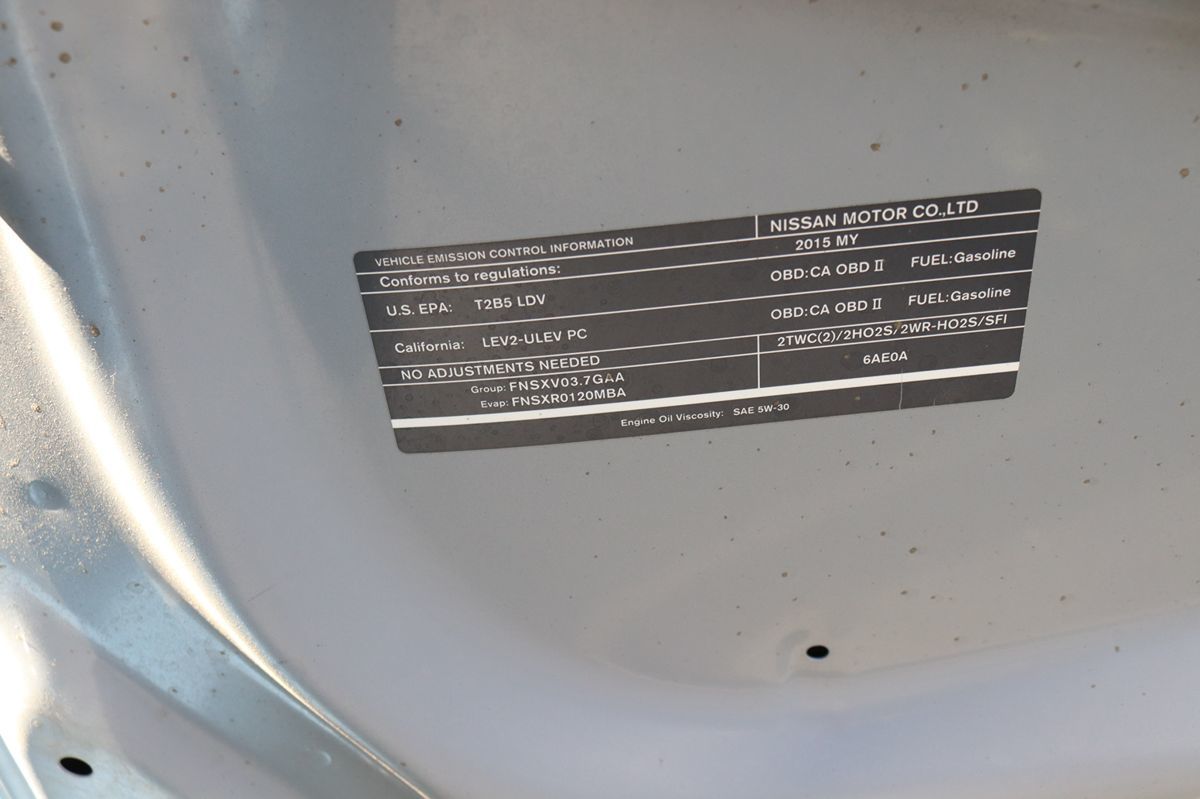 VEHICLE EMISSION CONTROL INFORMATION NISSAN MOTOR CO.,LTD
Conforms to regulations: 2015 MY
U.S. EPA: T2B5 LDV OBD:CA OBD II FUEL:Gasoline
California: LEV2-ULEV PC OBD:CA OBD II FUEL:Gasoline
NO ADJUSTMENTS NEEDED 2TWC(2)/2HO2S/2WR-HO2S/SFI
Group: FNSXV03.7GAA 6AE0A
Evap: FNSXR0120MBA
Engine Oil Viscosity: SAE 5W-30